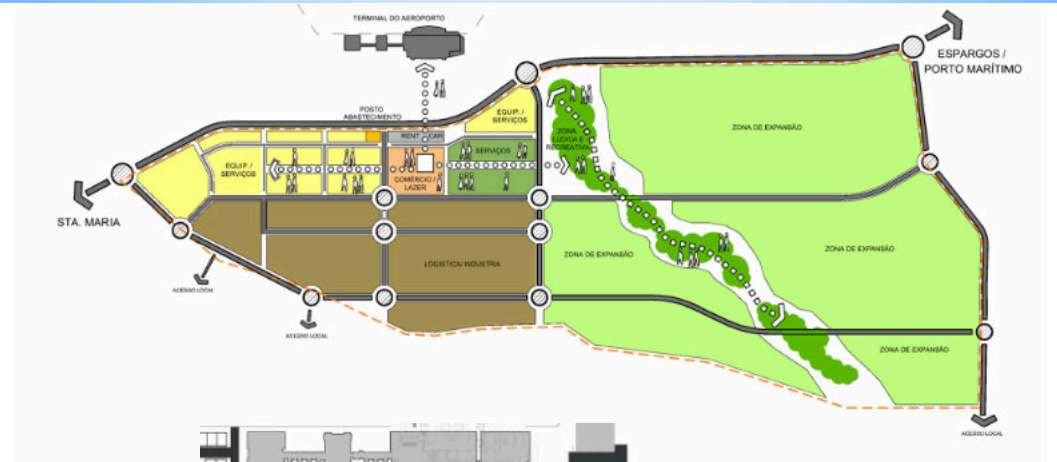 TERMINAL DO AEROPORTO
ESPARGOS /
PORTO MARÍTIMO
POSTO
ABASTECIMENTO
EQUIP. /
SERVIÇOS
ZONA DE EXPANSÃO
RENT CAR
ZONA
LÚDICA E
RECREATIVA
SERVIÇOS
EQUIP. /
SERVIÇOS
COMÉRCIO /
LAZER
STA. MARIA
ZONA DE EXPANSÃO
ZONA DE EXPANSÃO
LOGISTICA/ INDUSTRIA
ACESSO LOCAL
ACESSO LOCAL
ZONA DE EXPANSÃO
ACESSO LOCAL